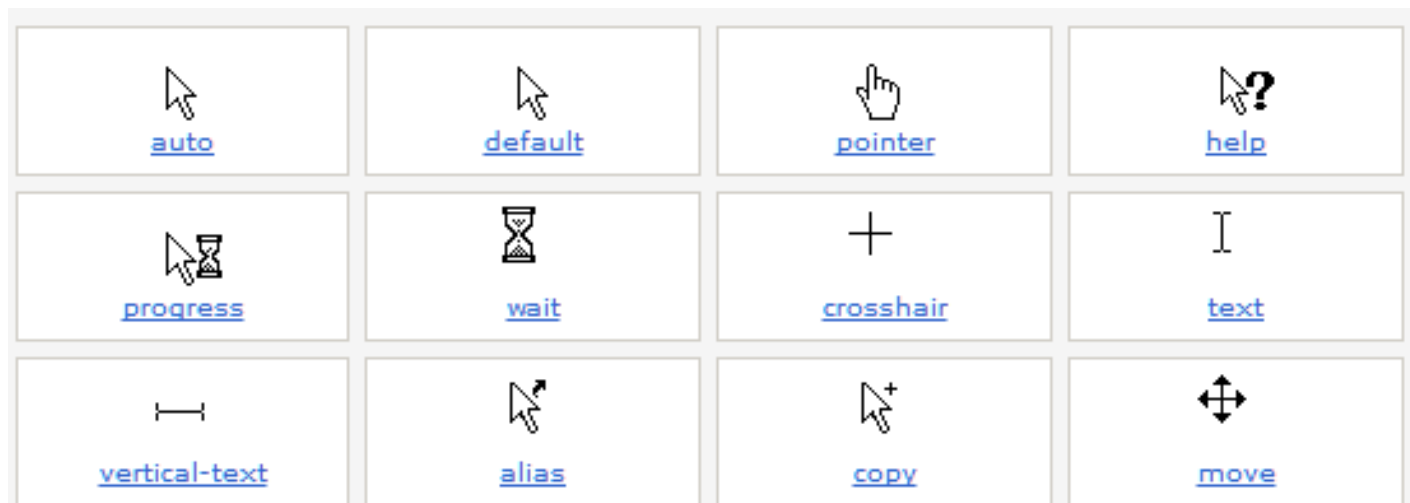 auto default pointer help
progress wait crosshair text
vertical-text alias copy move